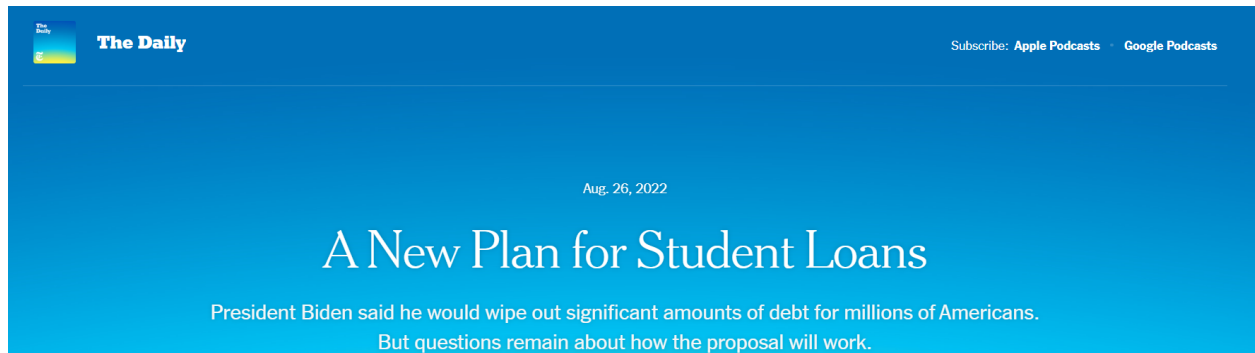 The
Daily
The Daily
Subscribe: Apple Podcasts • Google Podcasts
Aug. 26, 2022
A New Plan for Student Loans
President Biden said he would wipe out significant amounts of debt for millions of Americans.
But questions remain about how the proposal will work.